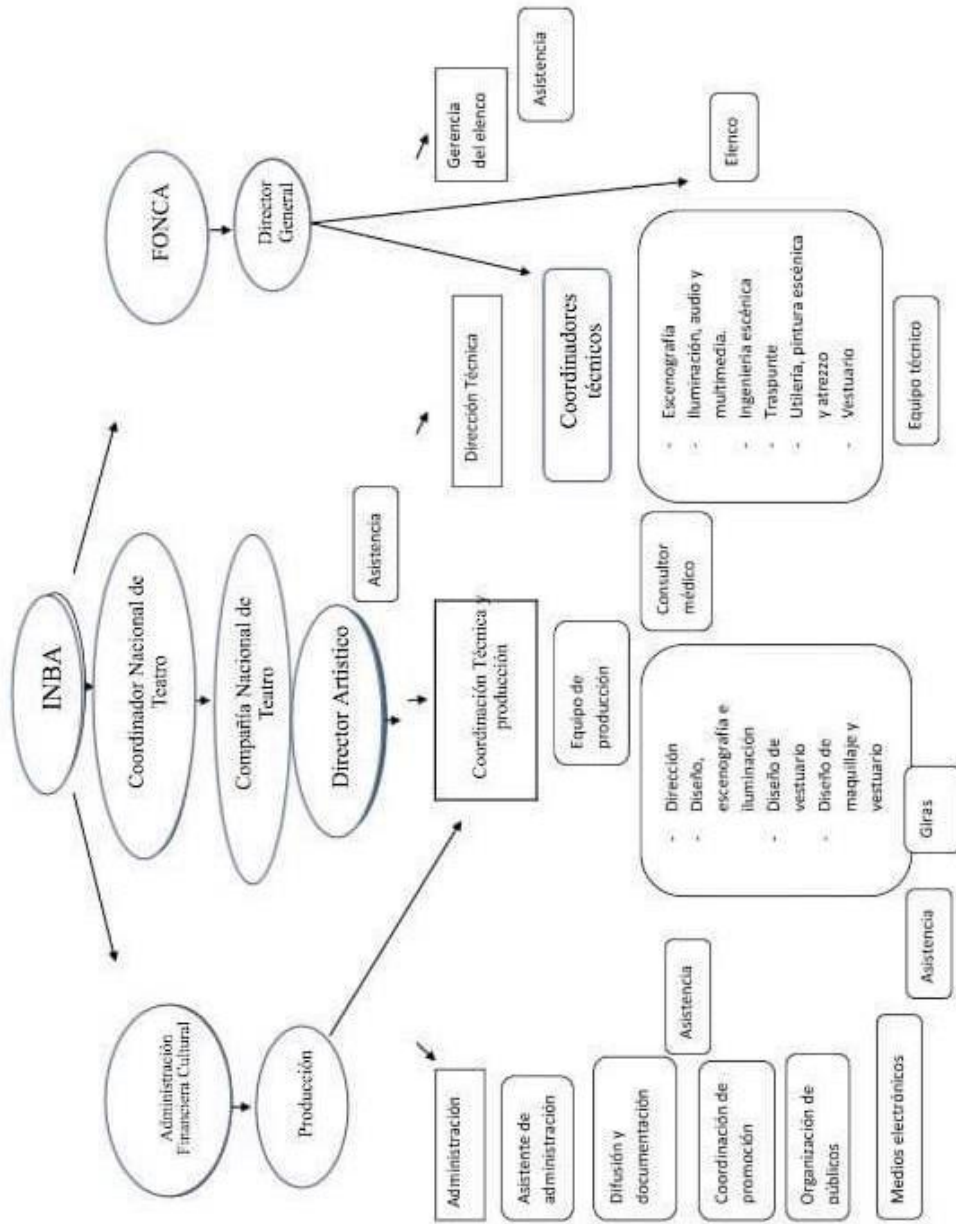 INBA
Coordinador Nacional de
Teatro
Compañía Nacional de
Teatro
Director Artístico
Asistencia
Administración
Financiera Cultural
Producción
FONCA
Director
General
Administración
Asistente de
administración
Difusión y
documentación
Asistencia
Coordinación de
promoción
Organización de
públicos
Medios electrónicos
Asistencia
Giras
Coordinación Técnica y
producción
Equipo de
producción
Consultor
médico
- Dirección
- Diseño,
escenografía e
iluminación
- Diseño de
vestuario
- Diseño de
maquillaje y
vestuario
Dirección Técnica
Coordinadores
técnicos
- Escenografía
- Iluminación, audio y
multimedia.
- Ingeniería escénica
- Traspunte
- Utilería, pintura escénica
y atrezzo
- Vestuario
Equipo técnico
Gerencia
del elenco
Asistencia
Elenco